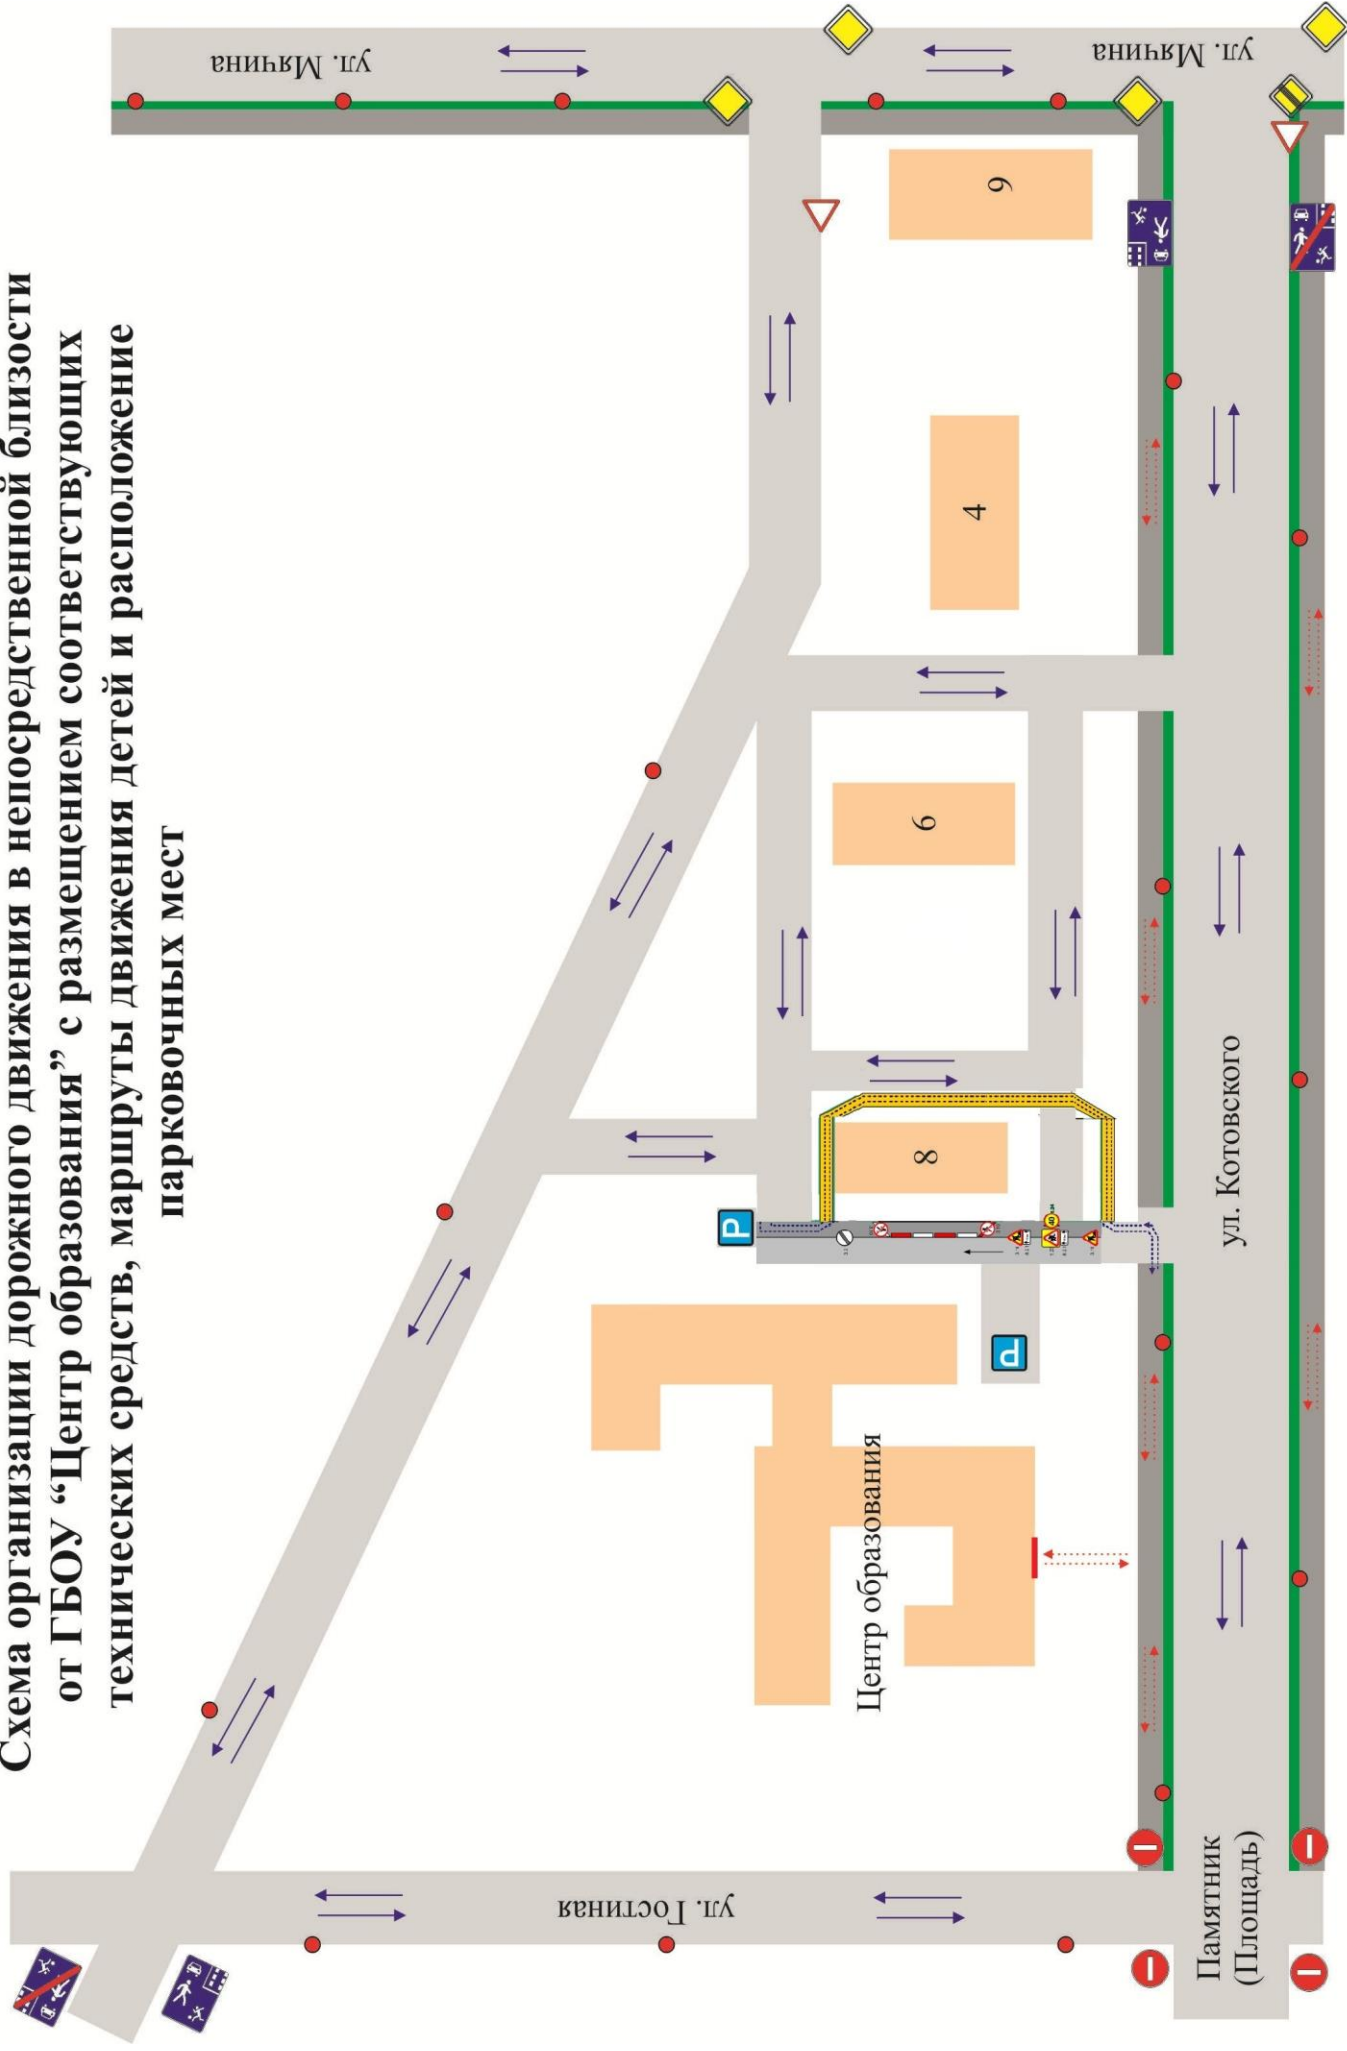 Схема организации дорожного движения в непосредственной близости
от ГБОУ “Центр образования” с размещением соответствующих
технических средств, маршруты движения детей и расположение
парковочных мест
ул. Мячина
ул. Мячина
9
4
6
8
P
P
40
Центр образования
ул. Котовского
ул. Гостиная
Памятник
(Площадь)